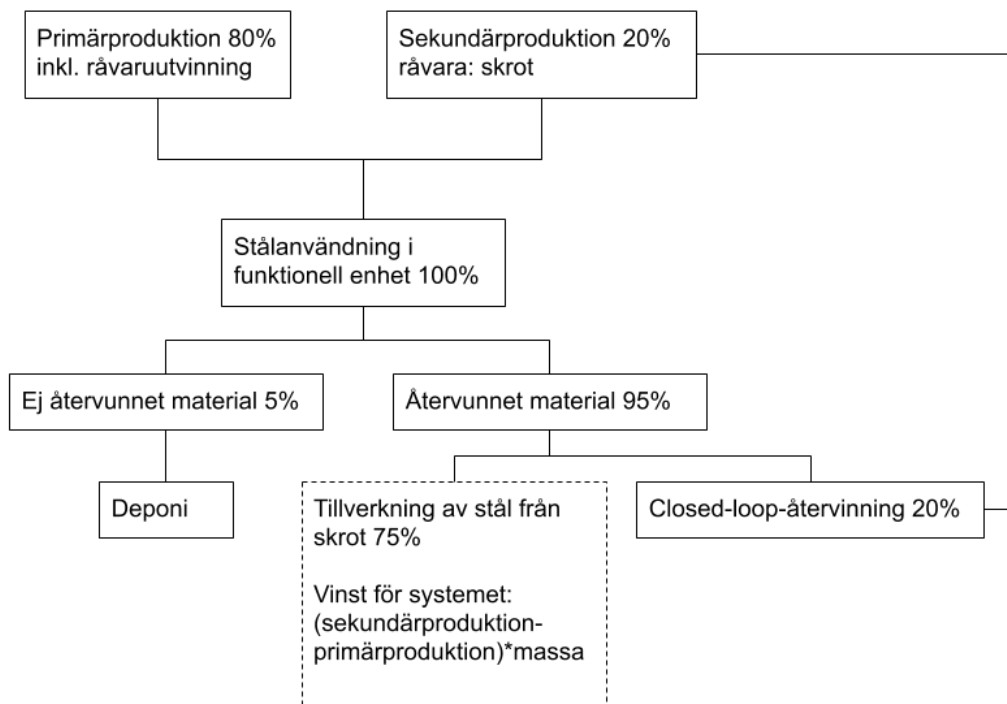 Primärproduktion 80%
inkl. råvaruutvinning
Sekundärproduktion 20%
råvara: skrot
Stålanvändning i
funktionell enhet 100%
Ej återvunnet material 5%
Återvunnet material 95%
Deponi
Tillverkning av stål från
skrot 75%
Vinst för systemet:
(sekundärproduktion-
primärproduktion)*massa
Closed-loop-återvinning 20%